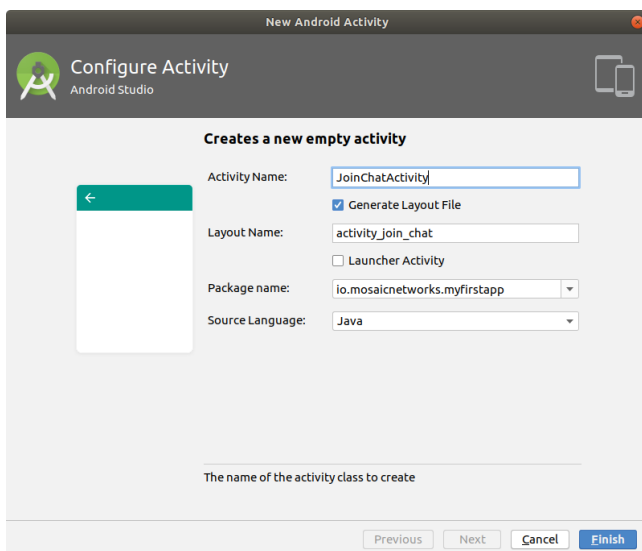 New Android Activity
Configure Activity
Android Studio
Creates a new empty activity
Activity Name: JoinChatActivity
Generate Layout File
Layout Name: activity_join_chat
Launcher Activity
Package name: io.mosaicnetworks.myfirstapp
Source Language: Java
The name of the activity class to create
Previous Next Cancel Finish